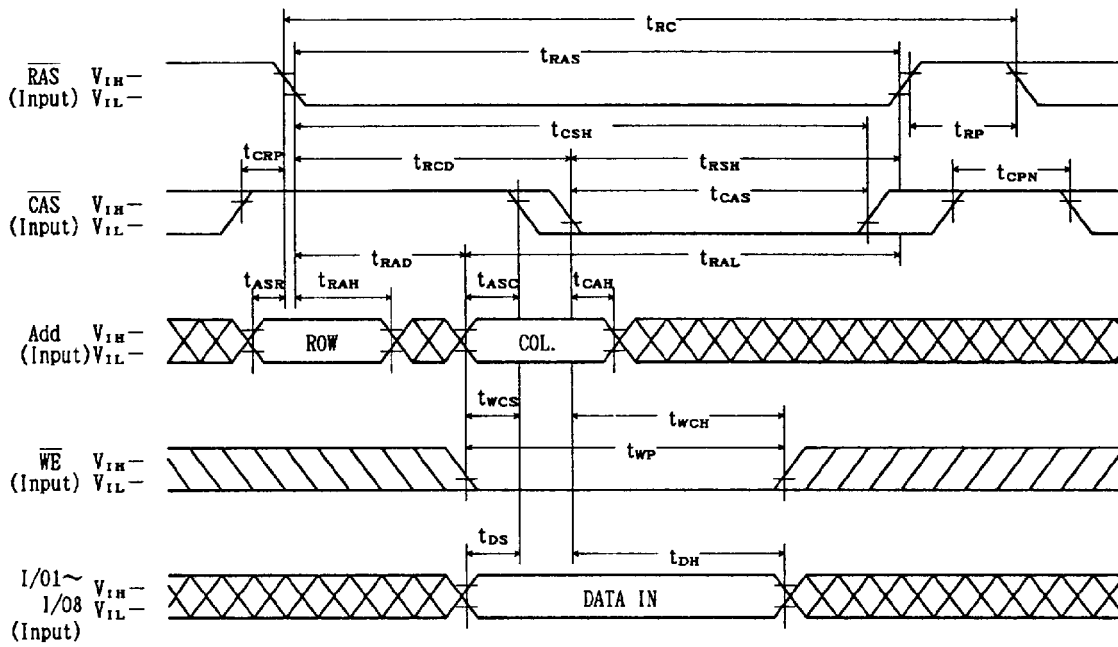 tRC
tRAS
RAS VIH
(Input) VIL
tRP
tCSH
tCRP tRCD tRSH
tCAS tCPN
CAS VIH
(Input) VIL
tRAD tRAL
tASR tRAH tASC tCAH
Add VIH
(Input) VIL
ROW COL.
tWCS tWCH
tWP
WE VIH
(Input) VIL
tDS tDH
I/O1~
I/O8 VIH
VIL
(Input)
DATA IN